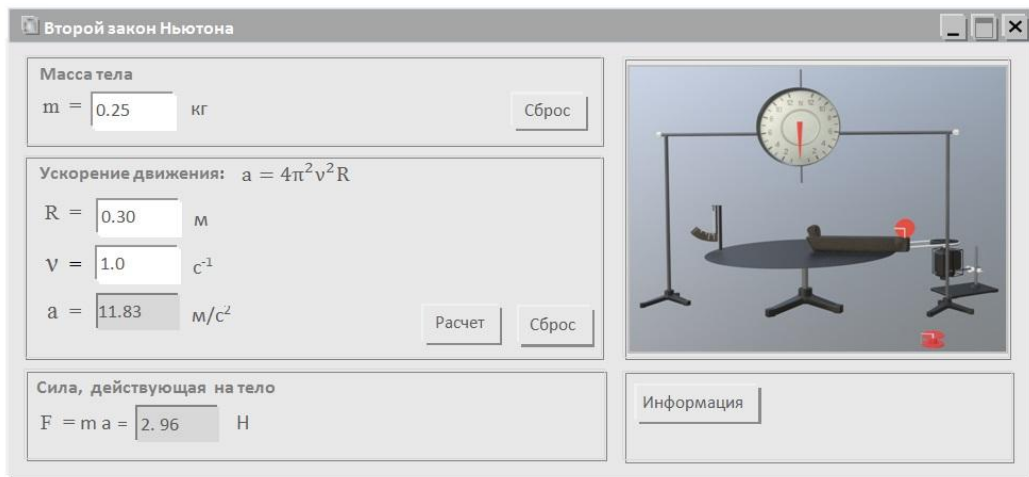 Второй закон Ньютона
Масса тела
m = 0.25 кг
Сброс
Ускорение движения: a = 4π²ν²R
R = 0.30 м
ν = 1.0 с⁻¹
a = 11.83 м/с²
Расчет Сброс
Сила, действующая на тело
F = m a = 2. 96 Н
Информация